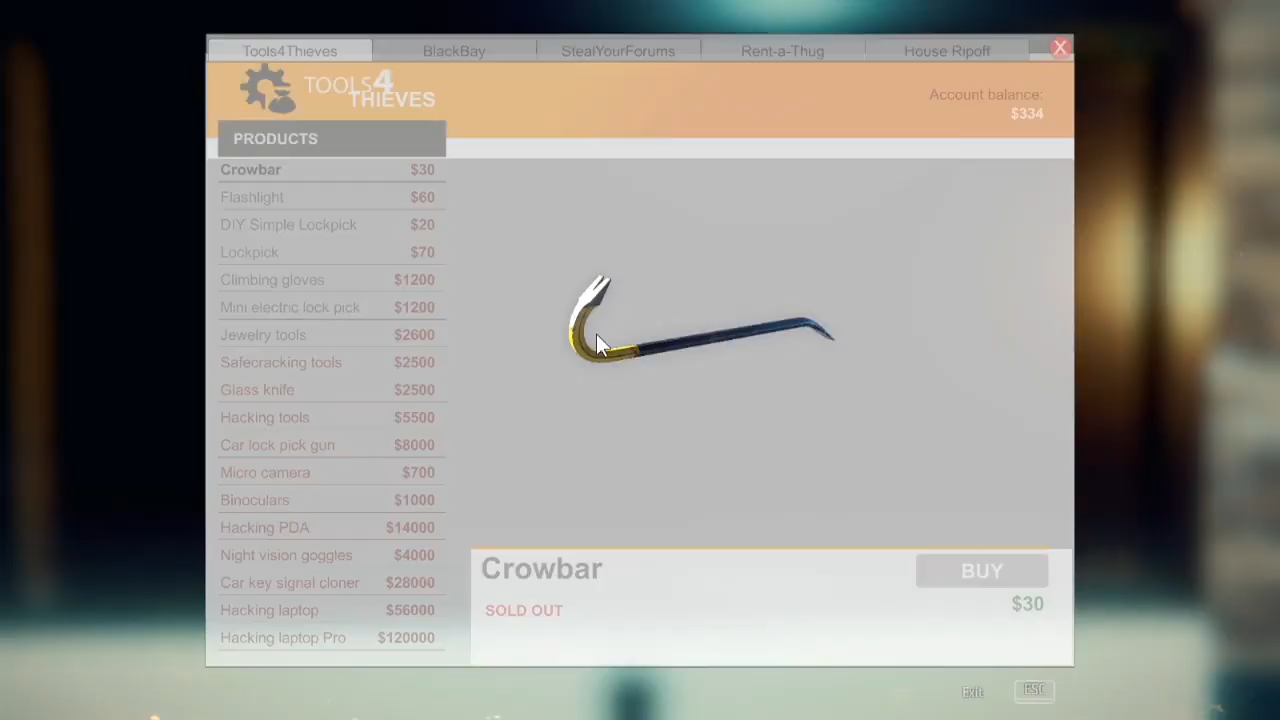 Tools4Thieves BlackBay StealYourForums Rent-a-Thug House Ripoff X
TOOLS4
THIEVES
Account balance:
$334
PRODUCTS
Crowbar $30
Flashlight $60
DIY Simple Lockpick $20
Lockpick $70
Climbing gloves $1200
Mini electric lock pick $1200
Jewelry tools $2600
Safecracking tools $2500
Glass knife $2500
Hacking tools $5500
Car lock pick gun $8000
Micro camera $700
Binoculars $1000
Hacking PDA $14000
Night vision goggles $4000
Car key signal cloner $28000
Hacking laptop $56000
Hacking laptop Pro $120000
Crowbar BUY
SOLD OUT $30
Exit ESC